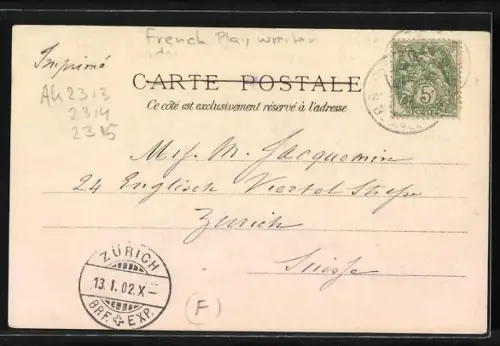 French Play writer
Imprimé
CARTE POSTALE
Ce côté est exclusivement réservé à l'adresse
AK 2313
2314
2315
5
Miss. M. Jacquemin
24 Englisch Viertel Strasse
Zurich
Suisse
ZÜRICH
13. I. 02. X
BRF. EXP.
(F)